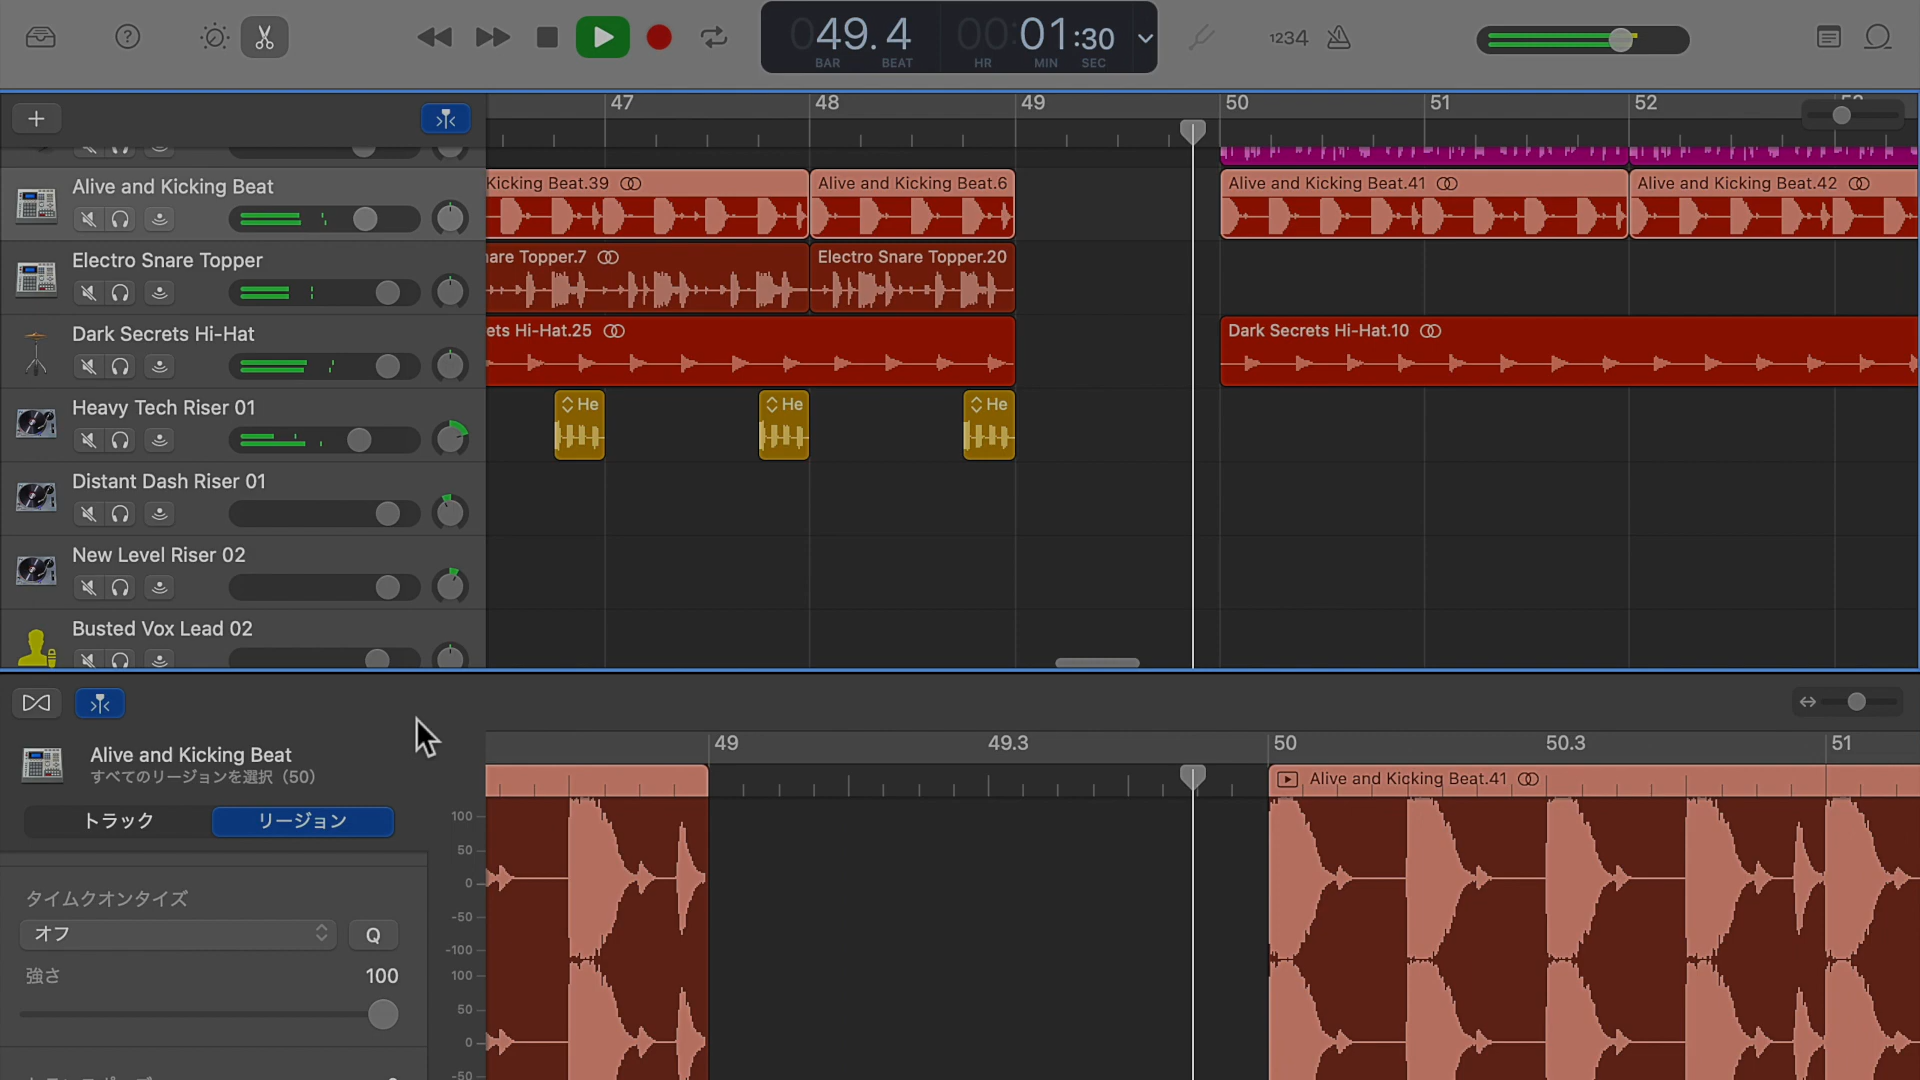 049.4
BAR
BEAT
00:01:30
HR
MIN
SEC
1234
47
48
49
50
51
52
Alive and Kicking Beat
Kicking Beat.39
Alive and Kicking Beat.6
Alive and Kicking Beat.41
Alive and Kicking Beat.42
Electro Snare Topper
Topper.7
Electro Snare Topper.20
Dark Secrets Hi-Hat
Hi-Hat.25
Dark Secrets Hi-Hat.10
Heavy Tech Riser 01
He
He
He
Distant Dash Riser 01
New Level Riser 02
Busted Vox Lead 02
49
49.3
50
50.3
51
Alive and Kicking Beat
すべてのリージョンを選択（50）
トラック
リージョン
タイムクオンタイズ
オフ
Q
強さ
100
Alive and Kicking Beat.41
100
50
0
-50
-100
100
50
0
-50